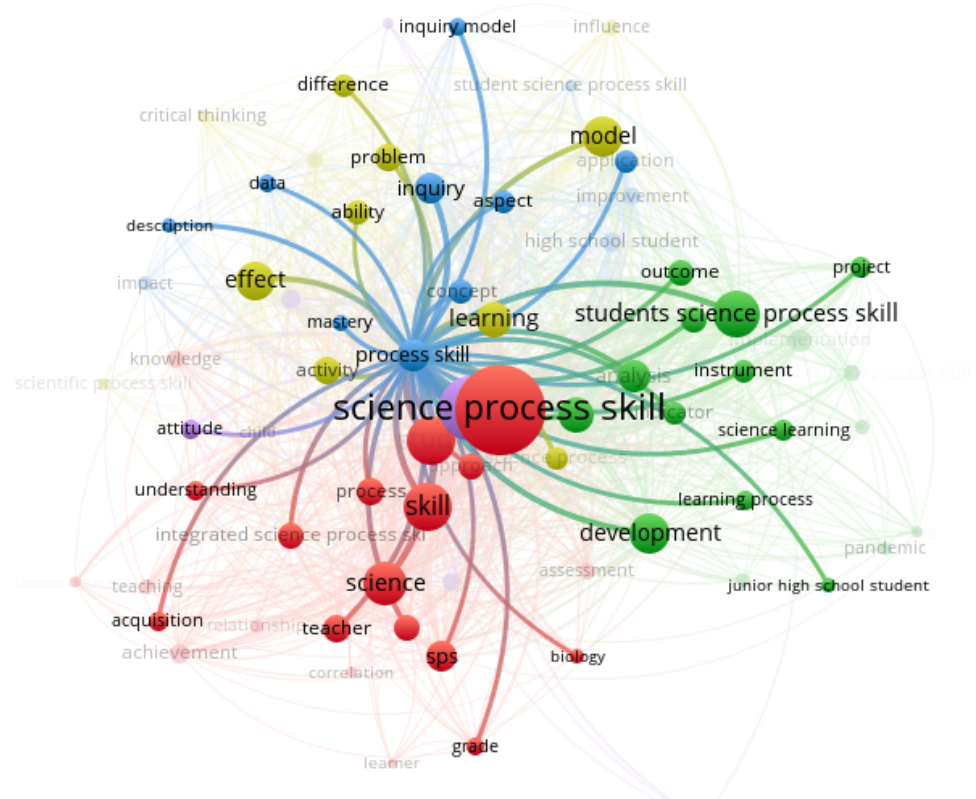 inquiry model
influence
difference
student science process skill
critical thinking
model
problem
application
data
inquiry
improvement
aspect
ability
description
high school student
outcome
project
effect
impact
concept
students science process skill
learning
mastery
implementation
process skill
knowledge
activity
instrument
analysis
scientific process skill
science process skill
attitude
child
science learning
science process
approach
understanding
process
learning process
skill
integrated science process ski
development
pandemic
assessment
science
teaching
junior high school student
acquisition
relationship
teacher
achievement
sps
biology
correlation
grade
learner